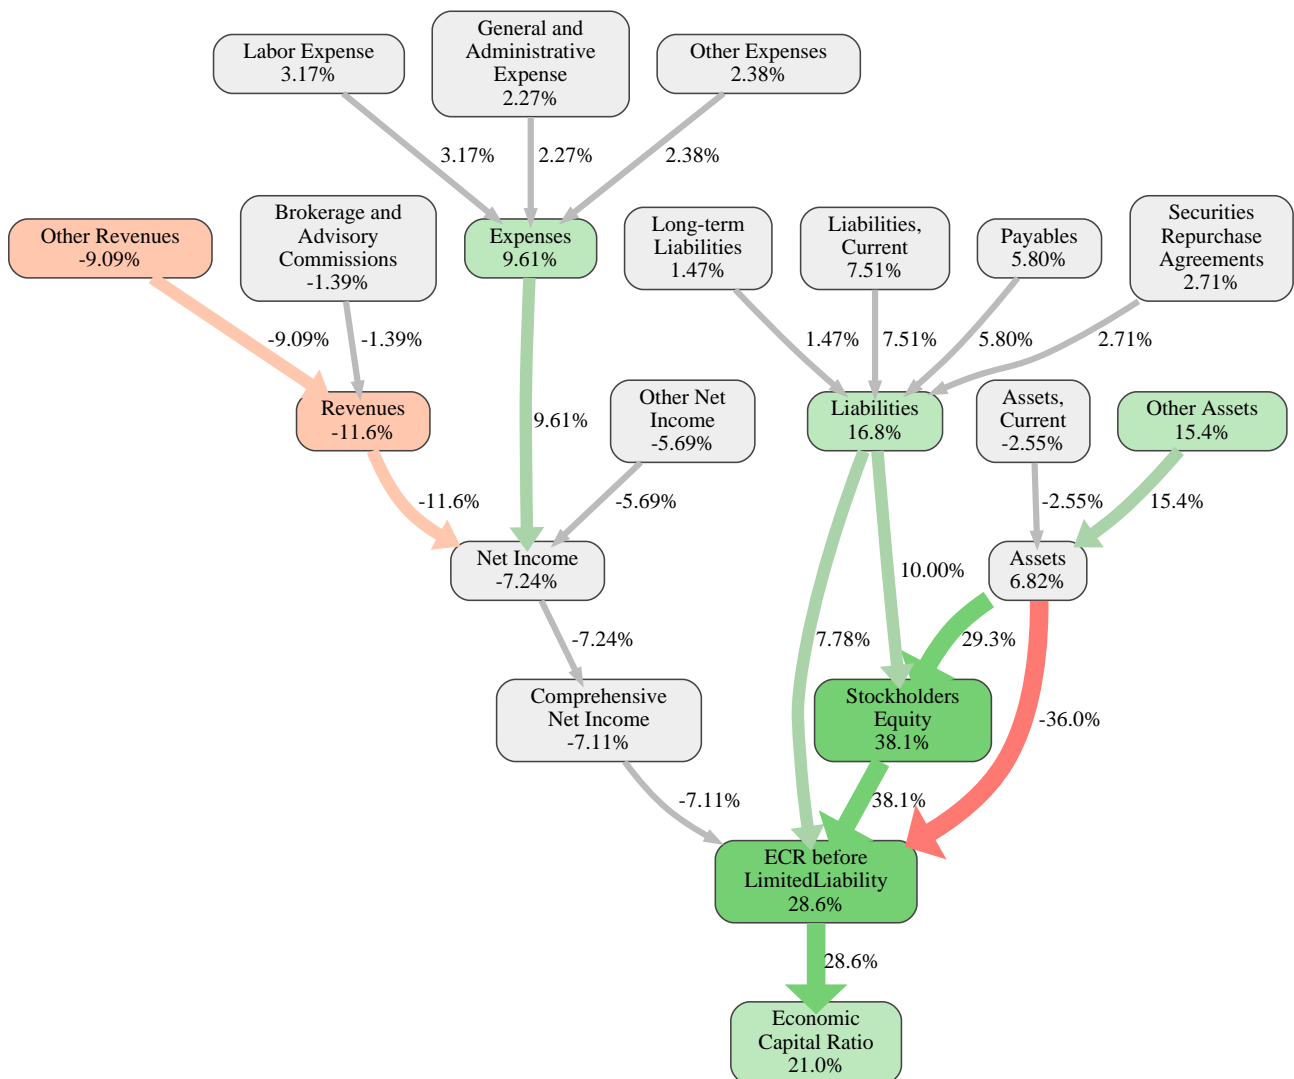 Labor Expense
3.17%
General and
Administrative
Expense
2.27%
Other Expenses
2.38%
3.17%
2.27%
2.38%
Other Revenues
-9.09%
Brokerage and
Advisory
Commissions
-1.39%
Expenses
9.61%
Long-term
Liabilities
1.47%
Liabilities,
Current
7.51%
Payables
5.80%
Securities
Repurchase
Agreements
2.71%
-9.09%
-1.39%
9.61%
1.47%
7.51%
5.80%
2.71%
Revenues
-11.6%
Other Net
Income
-5.69%
Liabilities
16.8%
Assets,
Current
-2.55%
Other Assets
15.4%
-11.6%
-5.69%
-2.55%
15.4%
Net Income
-7.24%
10.00%
Assets
6.82%
-7.24%
7.78%
29.3%
-36.0%
Comprehensive
Net Income
-7.11%
Stockholders
Equity
38.1%
-7.11%
38.1%
ECR before
LimitedLiability
28.6%
28.6%
Economic
Capital Ratio
21.0%